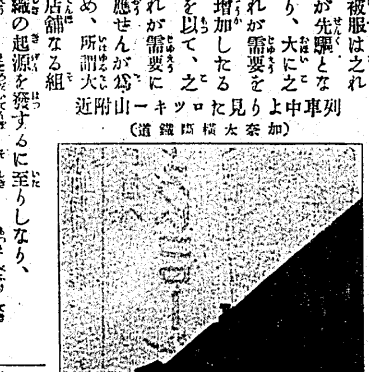 被服は之れ
が先驅とな
り、大に之
れが需要を
増加したる
を以て、之
れが需要に
應せんが爲
め、所謂大
店舖なる組
織の起源を發するに至りしなり、
列車中より見たロッキー山附近
(加奈太横斷鐵道)